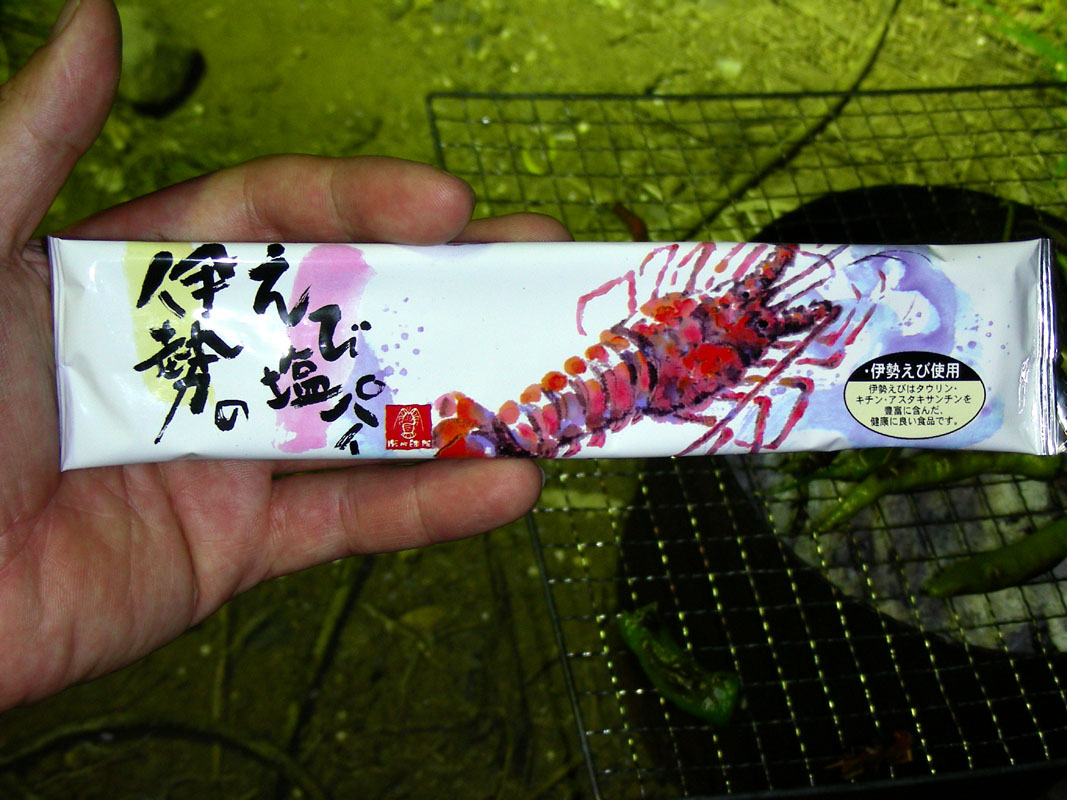 伊勢の
えび塩パイ
・伊勢えび使用
伊勢えびはタウリン・
キチン・アスタキサンチンを
豊富に含んだ、
健康に良い食品です。